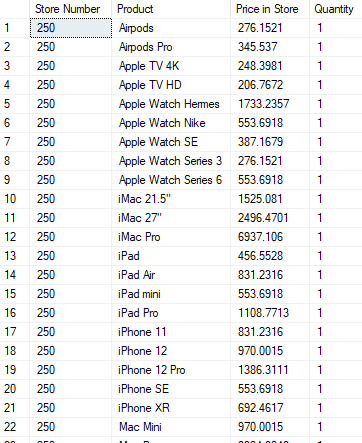 Store Number Product Price in Store Quantity
1 250 Airpods 276.1521 1
2 250 Airpods Pro 345.537 1
3 250 Apple TV 4K 248.3981 1
4 250 Apple TV HD 206.7672 1
5 250 Apple Watch Hermes 1733.2357 1
6 250 Apple Watch Nike 553.6918 1
7 250 Apple Watch SE 387.1679 1
8 250 Apple Watch Series 3 276.1521 1
9 250 Apple Watch Series 6 553.6918 1
10 250 iMac 21.5" 1525.081 1
11 250 iMac 27" 2496.4701 1
12 250 iMac Pro 6937.106 1
13 250 iPad 456.5528 1
14 250 iPad Air 831.2316 1
15 250 iPad mini 553.6918 1
16 250 iPad Pro 1108.7713 1
17 250 iPhone 11 831.2316 1
18 250 iPhone 12 970.0015 1
19 250 iPhone 12 Pro 1386.3111 1
20 250 iPhone SE 553.6918 1
21 250 iPhone XR 692.4617 1
22 250 Mac Mini 970.0015 1